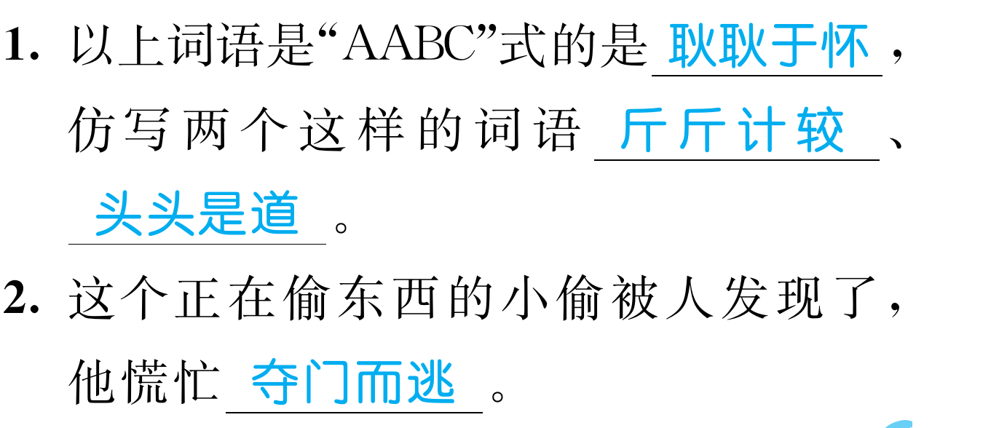 1. 以上词语是“AABC”式的是 耿耿于怀 ，
仿写两个这样的词语 斤斤计较 、
头头是道 。
2. 这个正在偷东西的小偷被人发现了，
他慌忙 夺门而逃 。